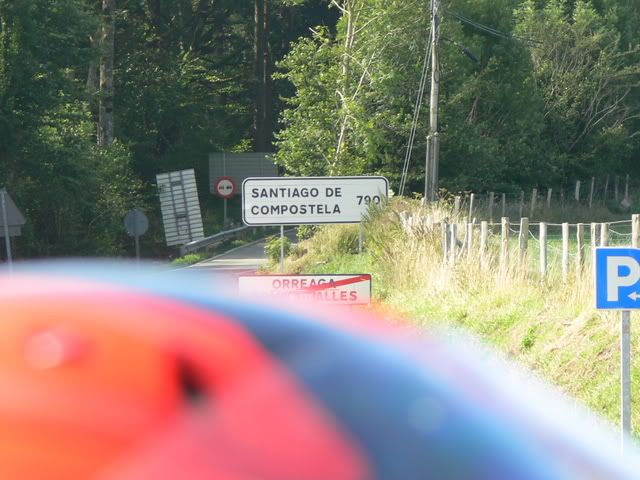 SANTIAGO DE
COMPOSTELA 790
ORREAGA
P